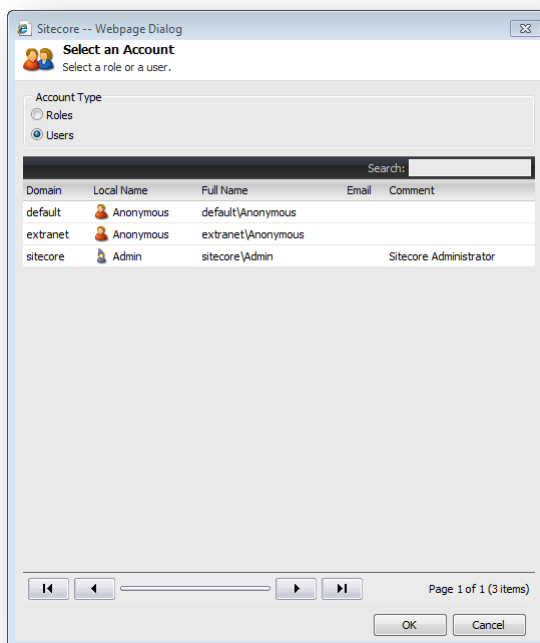 Sitecore -- Webpage Dialog
Select an Account
Select a role or a user.
Account Type
Roles
Users
Search:
Domain Local Name Full Name Email Comment
default Anonymous default\Anonymous
extranet Anonymous extranet\Anonymous
sitecore Admin sitecore\Admin Sitecore Administrator
Page 1 of 1 (3 items)
OK Cancel